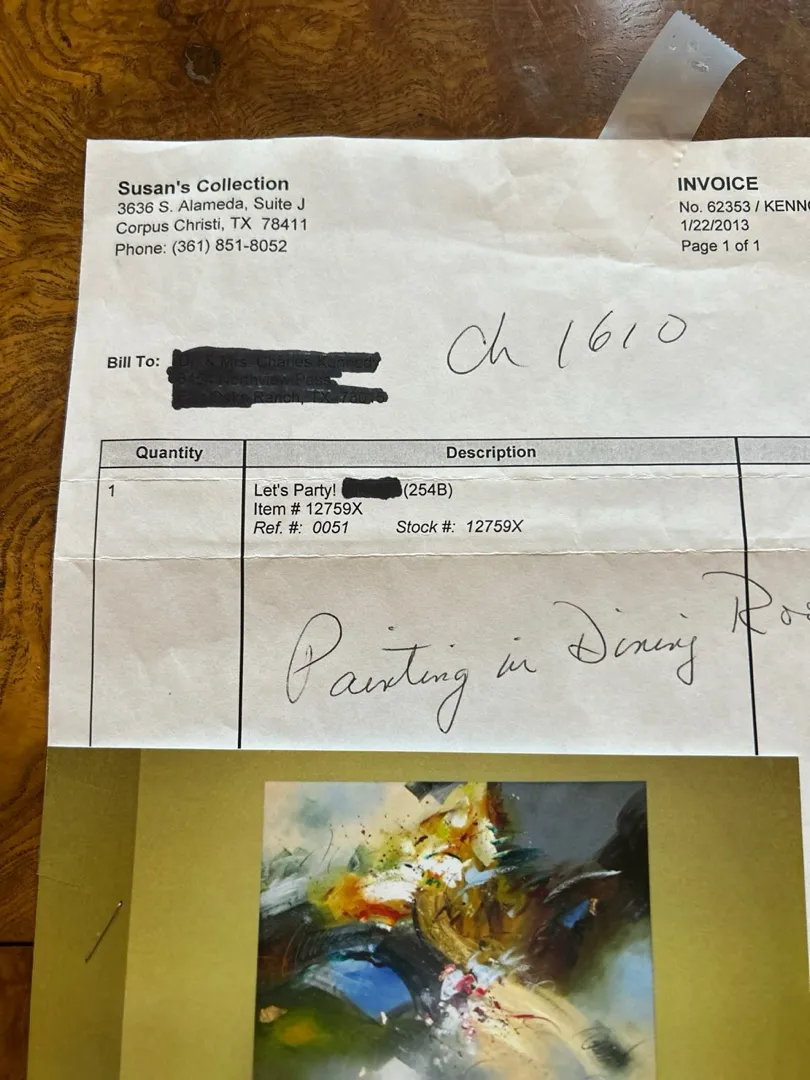 Susan's Collection
3636 S. Alameda, Suite J
Corpus Christi, TX 78411
Phone: (361) 851-8052
INVOICE
No. 62353 /
1/22/2013
Page 1 of 1
Ch 1610
Bill To:
Quantity
Description
1
Let's Party! (254B)
Item # 12759X
Ref. #: 0051 Stock #: 12759X
Painting in Dining